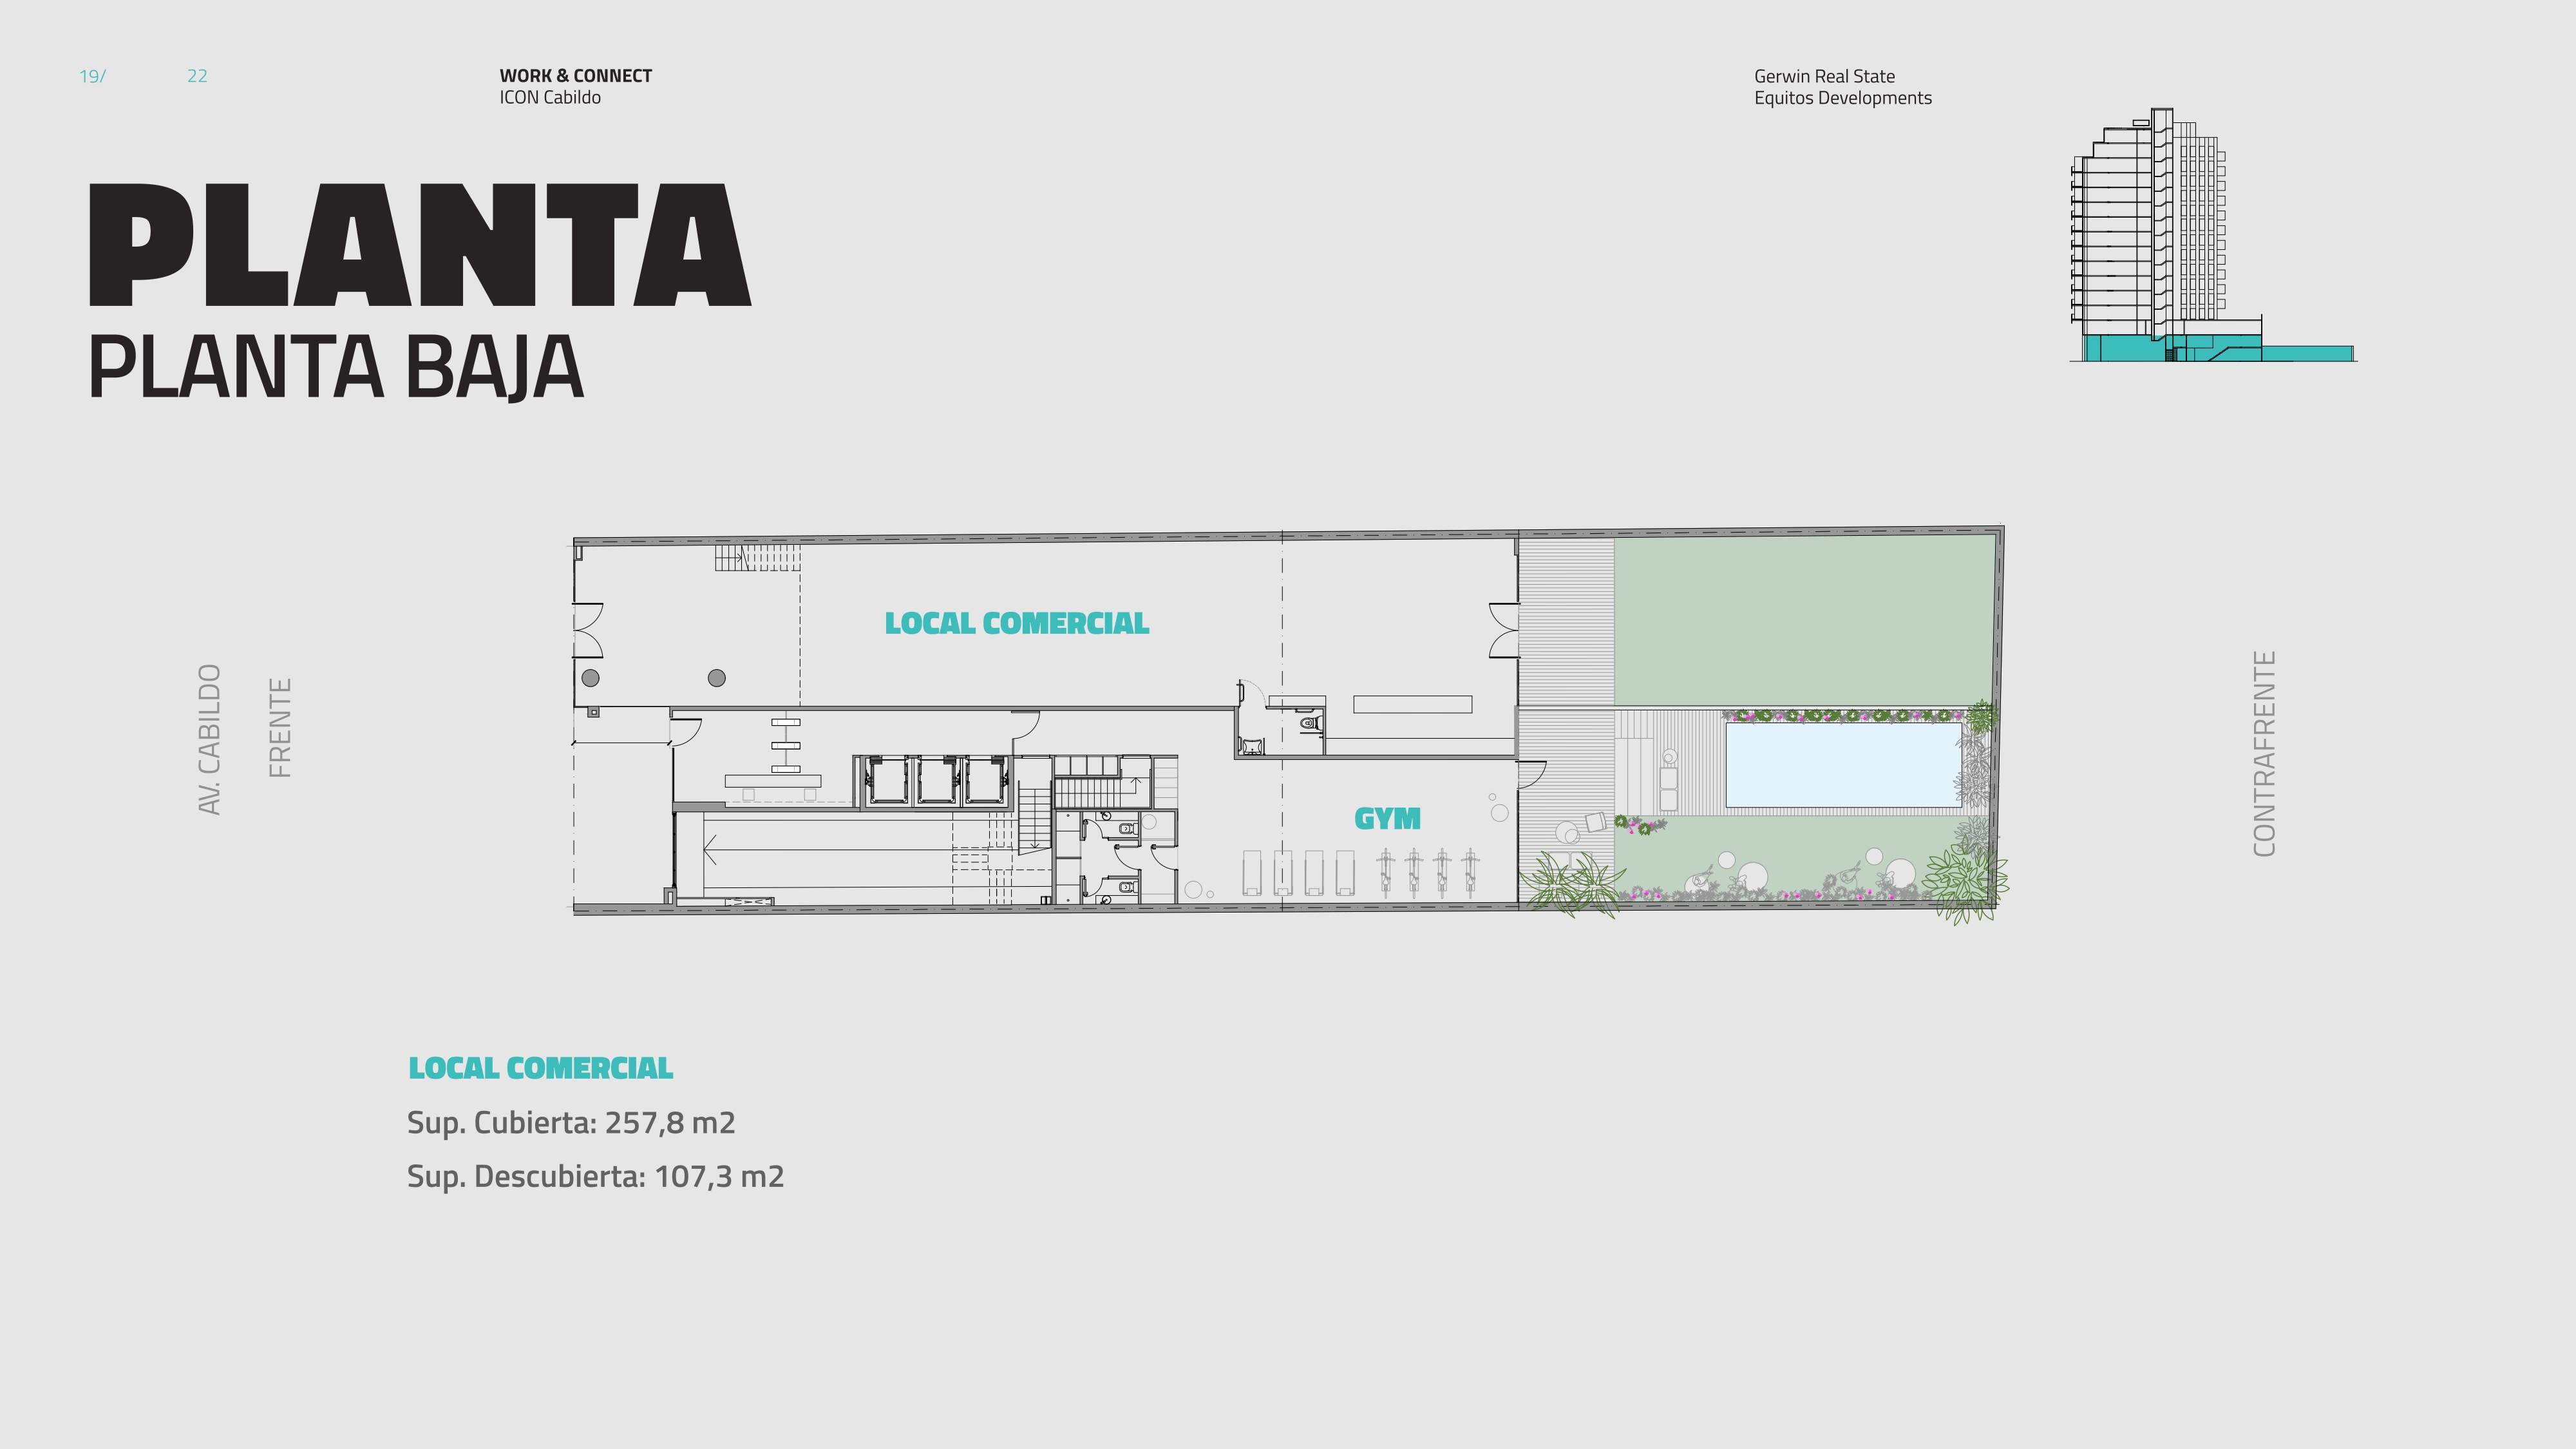 19/ 22
WORK & CONNECT
ICON Cabildo
Gerwin Real State
Equitos Developments
PLANTA
PLANTA BAJA
AV. CABILDO
FRENTE
LOCAL COMERCIAL
GYM
CONTRAFRENTE
LOCAL COMERCIAL
Sup. Cubierta: 257,8 m2
Sup. Descubierta: 107,3 m2